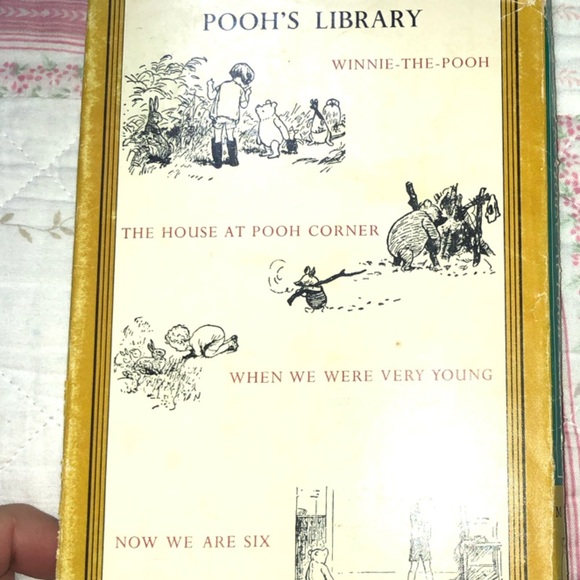 POOH'S LIBRARY
WINNIE-THE-POOH
THE HOUSE AT POOH CORNER
WHEN WE WERE VERY YOUNG
NOW WE ARE SIX